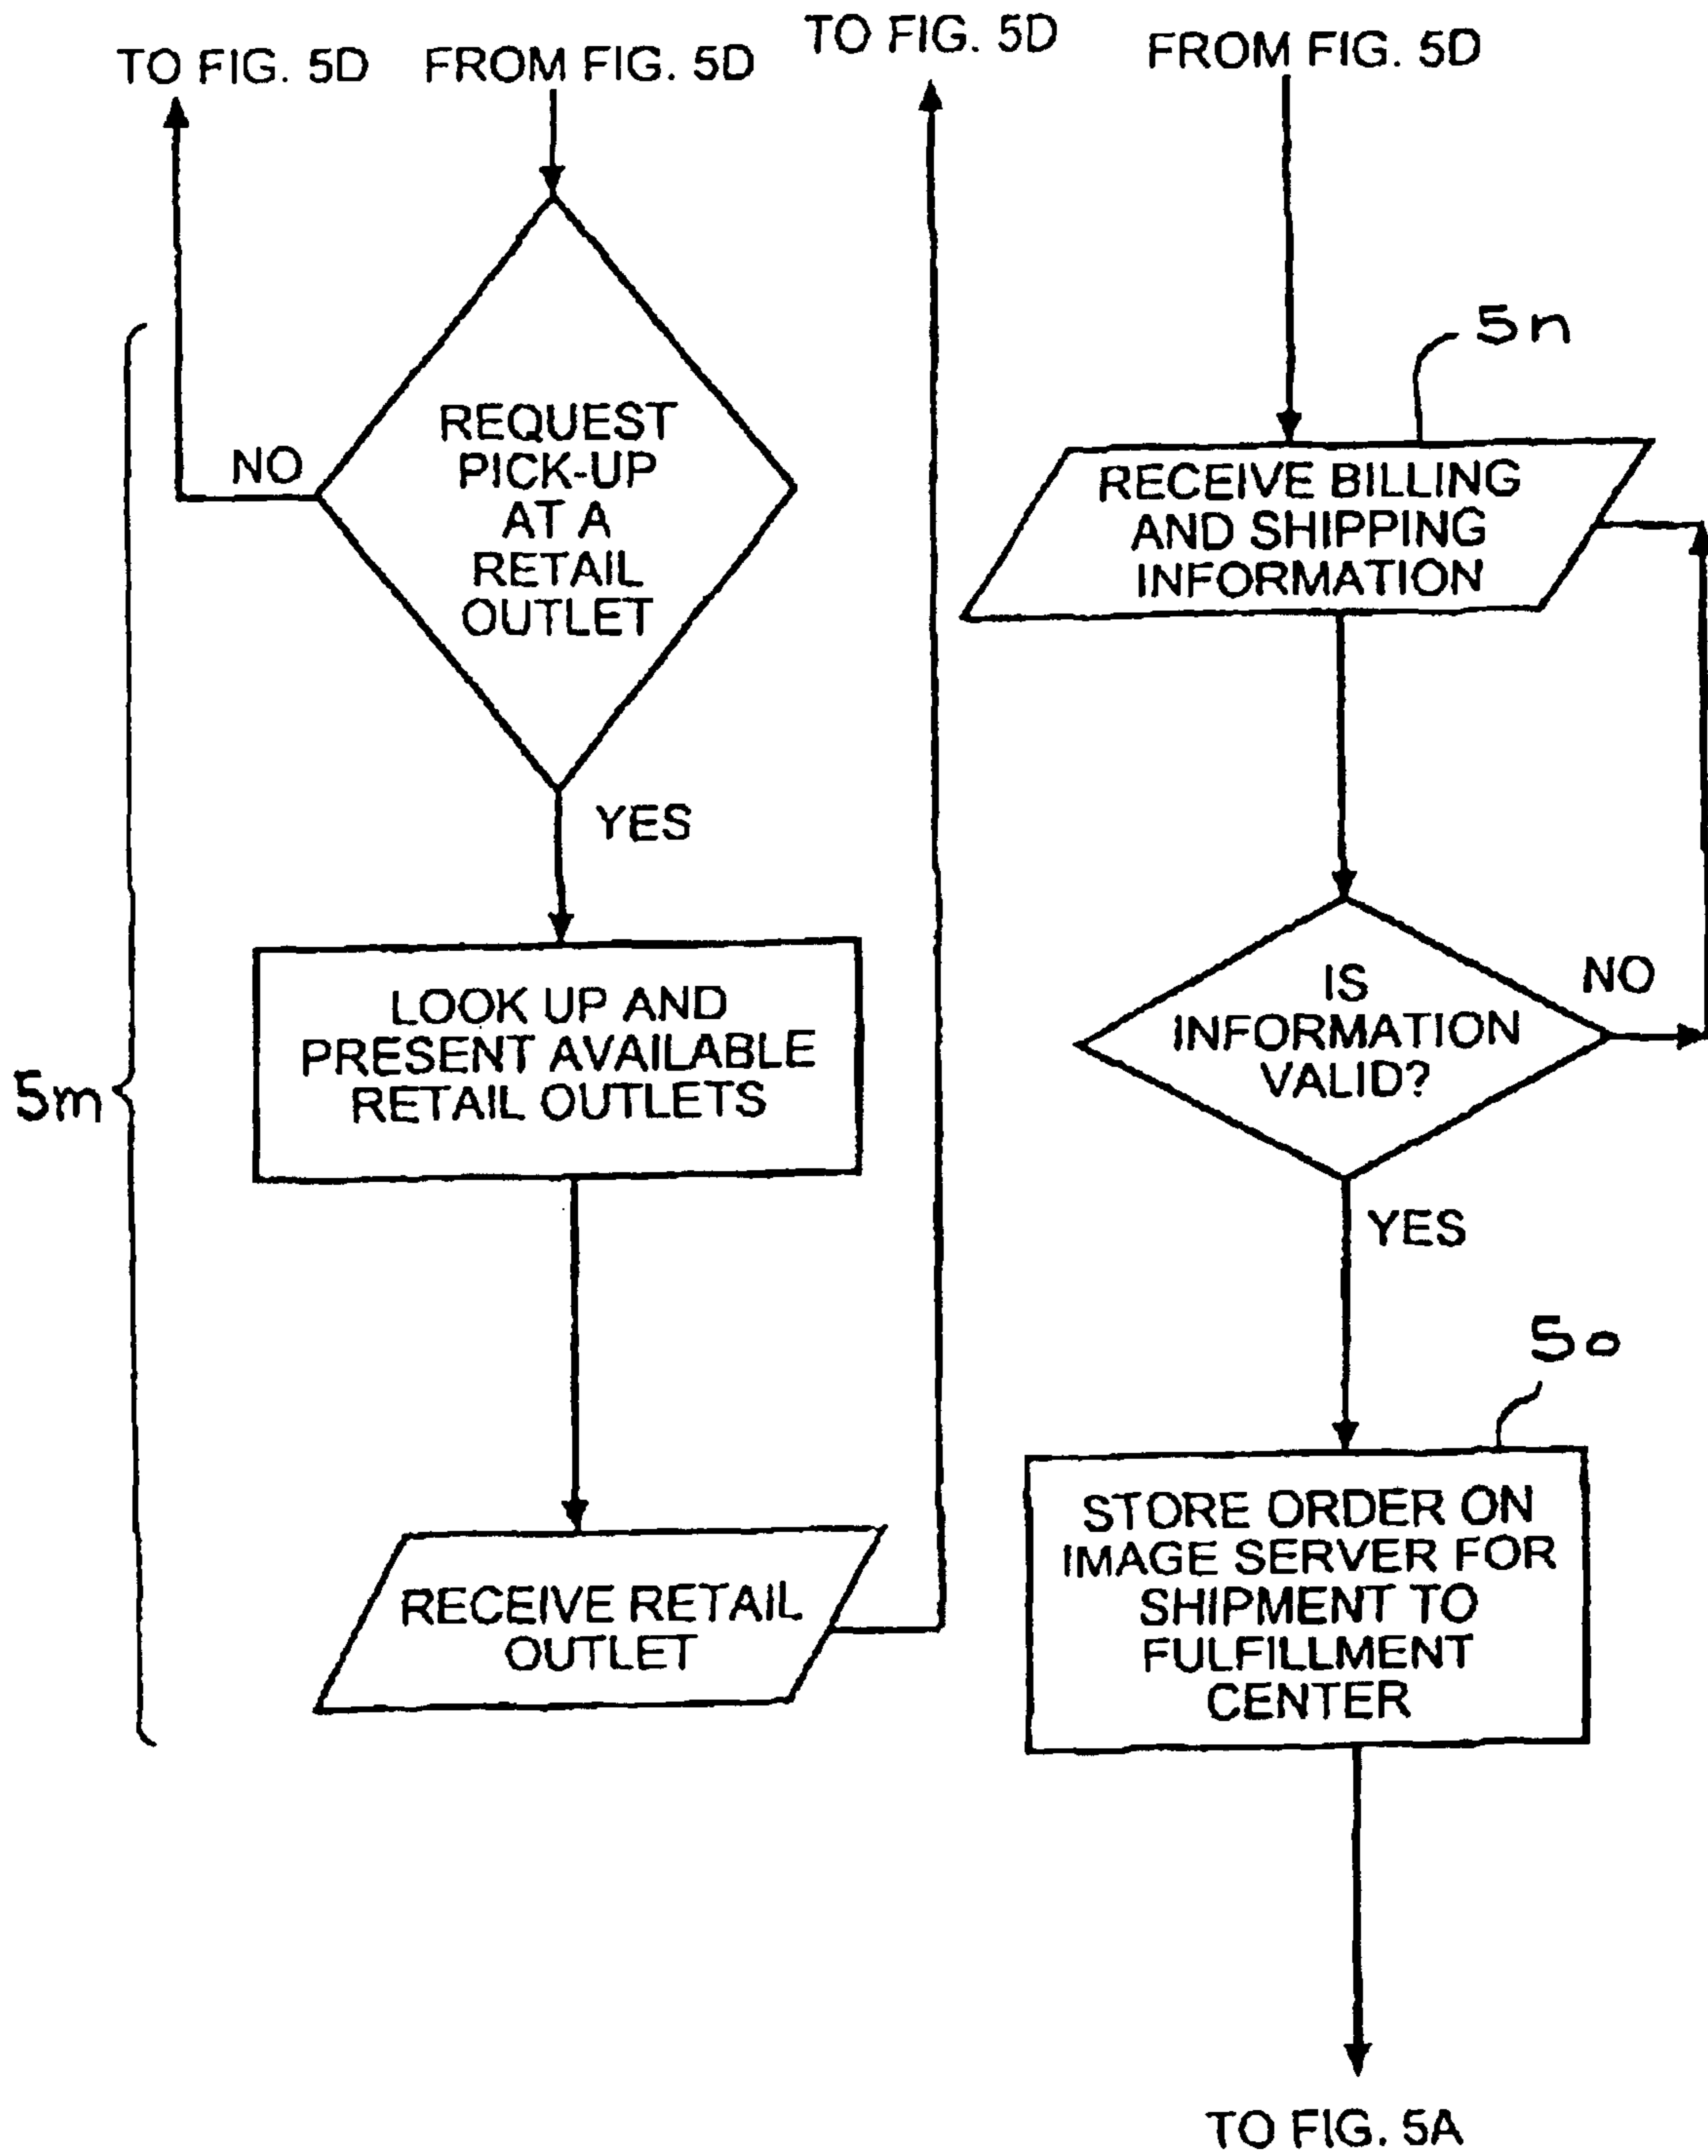 TO FIG. 5D
FROM FIG. 5D
TO FIG. 5D
FROM FIG. 5D
REQUEST
PICK-UP
AT A
RETAIL
OUTLET
NO
YES
LOOK UP AND
PRESENT AVAILABLE
RETAIL OUTLETS
5m
RECEIVE RETAIL
OUTLET
5n
RECEIVE BILLING
AND SHIPPING
INFORMATION
IS
INFORMATION
VALID?
NO
YES
5o
STORE ORDER ON
IMAGE SERVER FOR
SHIPMENT TO
FULFILLMENT
CENTER
TO FIG. 5A